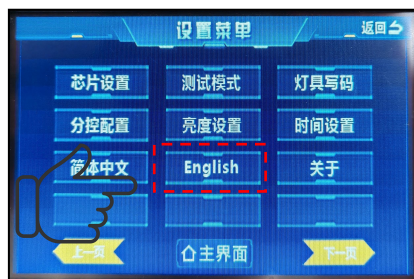 设置菜单
返回
芯片设置 测试模式 灯具写码
分控配置 亮度设置 时间设置
简体中文 English 关于
上一页 主界面 下一页